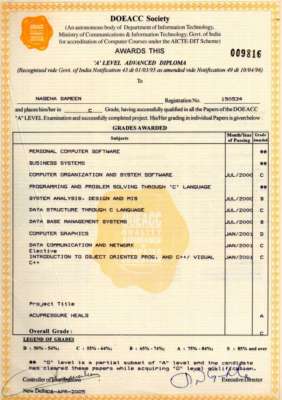 DOEACC Society
(An autonomous body of Department of Information Technology,
Ministry of Communications & Information Technology, Govt. of India
for accreditation of Computer Courses under the AICTE-DIT Scheme)
AWARDS THIS
009816
'A' LEVEL ADVANCED DIPLOMA
(Recognised vide Govt. of India Notification 43 dt 01/03/95 as amended vide Notification 49 dt 10/04/96)
To
NAGEHA SAMEEN
Registration No. 150534
and places his/her in C Grade, having successfully qualified in all the Papers of the DOEACC
"A" LEVEL Examination and successfully completed project. His/Her grading in individual Papers is given below
GRADES AWARDED
Subjects Month/Year of Passing Grade Awarded
PERSONAL COMPUTER SOFTWARE **
BUSINESS SYSTEMS **
COMPUTER ORGANIZATION AND SYSTEM SOFTWARE JUL/2000 C
PROGRAMMING AND PROBLEM SOLVING THROUGH 'C' LANGUAGE **
SYSTEM ANALYSIS, DESIGN AND MIS JUL/2000 B
DATA STRUCTURE THROUGH C LANGUAGE JUL/2000
DATA BASE MANAGEMENT SYSTEMS JUL/2000 B
COMPUTER GRAPHICS JAN/2001 D
DATA COMMUNICATION AND NETWORK JAN/2001 C
Elective
INTRODUCTION TO OBJECT ORIENTED PROG. AND C++/ VISUAL JAN/2001 C
C++
DOEACC
Project Title
ACUPRESSURE HEALS A
Overall Grade: C
LEGEND OF GRADES
D - 50% - 54%; C - 55% - 64%; B - 65% - 74%; A - 75% - 84%; S - 85% and over
** "O" level is a partial subset of "A" level and the candidate
has cleared these papers while acquiring "O" level qualification.
Controller of Examination
Executive Director
New Delhi APR-2005